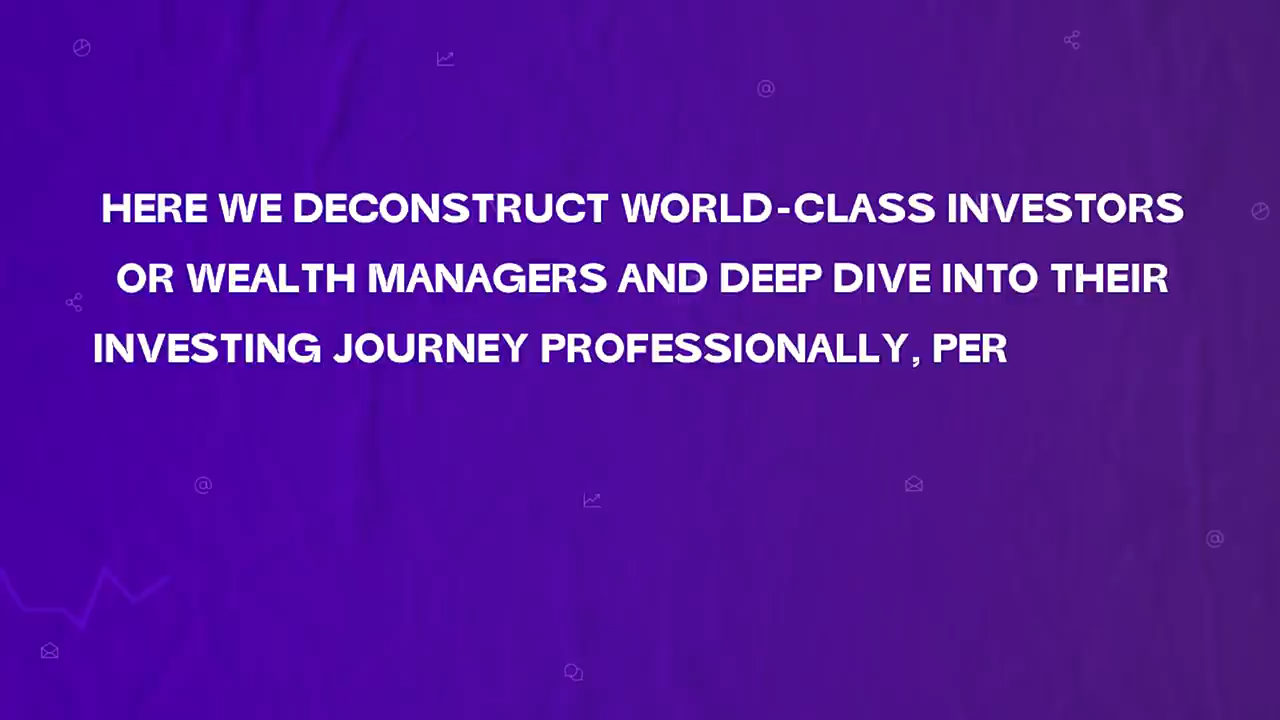 HERE WE DECONSTRUCT WORLD-CLASS INVESTORS
OR WEALTH MANAGERS AND DEEP DIVE INTO THEIR
INVESTING JOURNEY PROFESSIONALLY, PER